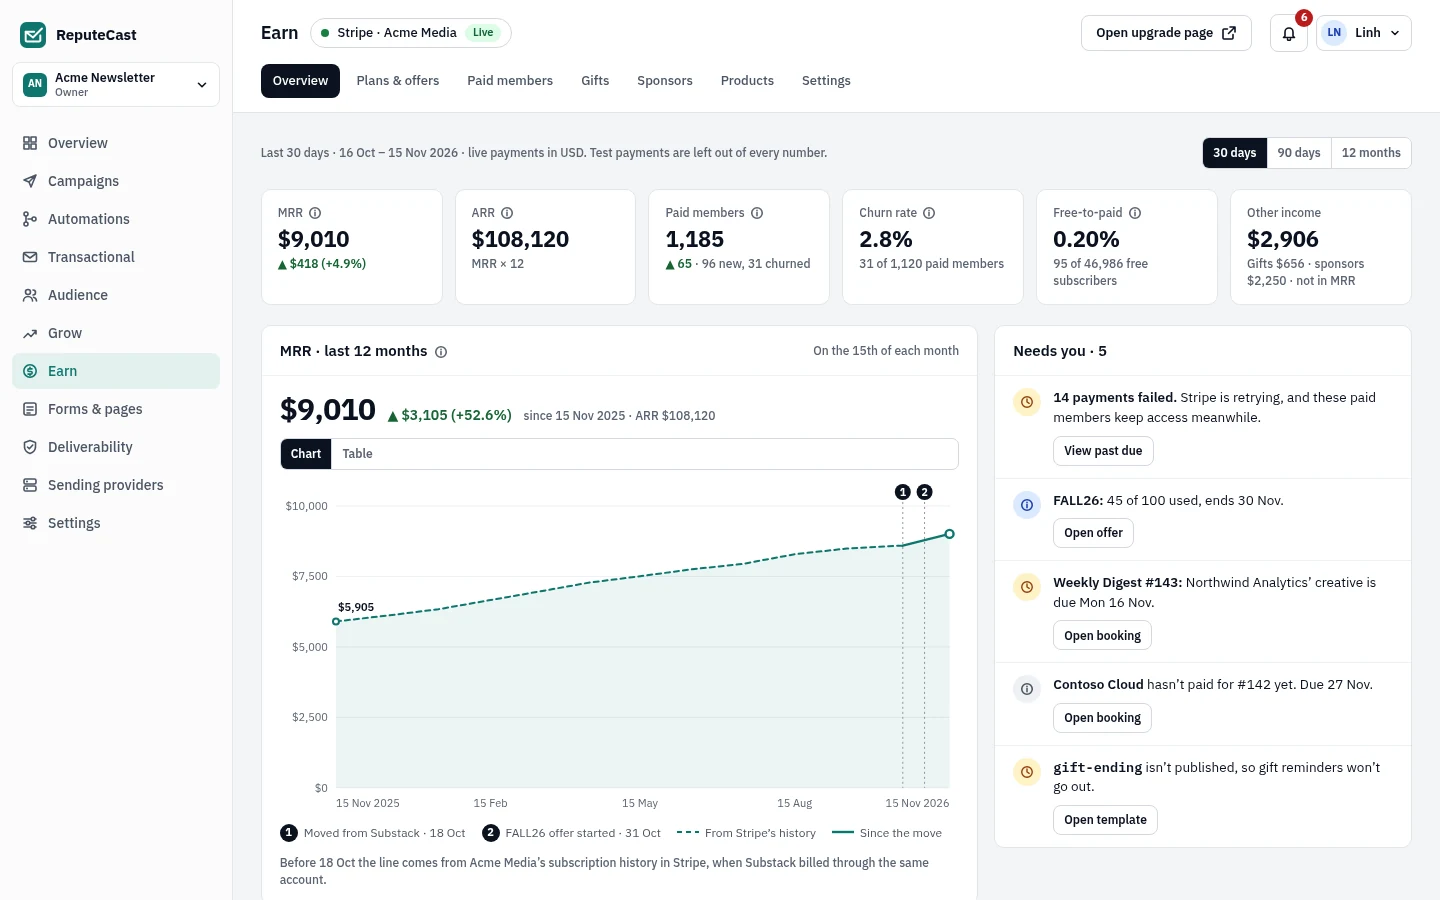 ReputeCast
AN
Acme Newsletter
Owner
Overview
Campaigns
Automations
Transactional
Audience
Grow
Earn
Forms & pages
Deliverability
Sending providers
Settings
Earn
Stripe · Acme Media
Live
Open upgrade page
6
LN
Linh
Overview
Plans & offers
Paid members
Gifts
Sponsors
Products
Settings
Last 30 days · 16 Oct – 15 Nov 2026 · live payments in USD. Test payments are left out of every number.
30 days
90 days
12 months
MRR
$9,010
▲ $418 (+4.9%)
ARR
$108,120
MRR × 12
Paid members
1,185
▲ 65 · 96 new, 31 churned
Churn rate
2.8%
31 of 1,120 paid members
Free-to-paid
0.20%
95 of 46,986 free
subscribers
Other income
$2,906
Gifts $656 · sponsors
$2,250 · not in MRR
MRR · last 12 months
On the 15th of each month
$9,010
▲ $3,105 (+52.6%)
since 15 Nov 2025 · ARR $108,120
Chart
Table
1
2
$10,000
$7,500
$5,905
$5,000
$2,500
$0
15 Nov 2025
15 Feb
15 May
15 Aug
15 Nov 2026
1 Moved from Substack · 18 Oct
2 FALL26 offer started · 31 Oct
From Stripe’s history
Since the move
Before 18 Oct the line comes from Acme Media’s subscription history in Stripe, when Substack billed through the same
account.
Needs you · 5
14 payments failed. Stripe is retrying, and these paid
members keep access meanwhile.
View past due
FALL26: 45 of 100 used, ends 30 Nov.
Open offer
Weekly Digest #143: Northwind Analytics’ creative is
due Mon 16 Nov.
Open booking
Contoso Cloud hasn’t paid for #142 yet. Due 27 Nov.
Open booking
gift-ending isn’t published, so gift reminders won’t
go out.
Open template